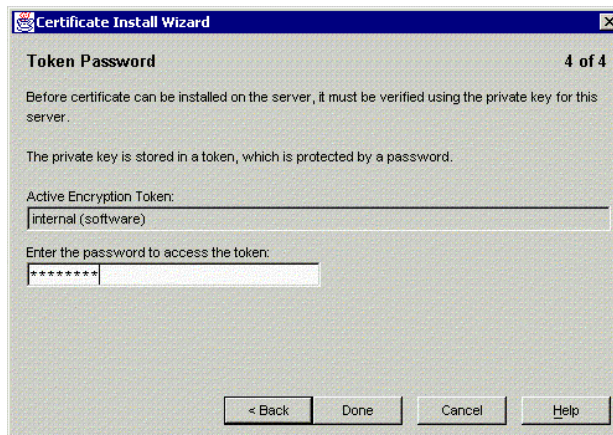 Certificate Install Wizard
Token Password 4 of 4
Before certificate can be installed on the server, it must be verified using the private key for this
server.
The private key is stored in a token, which is protected by a password.
Active Encryption Token:
internal (software)
Enter the password to access the token:
********
< Back Done Cancel Help